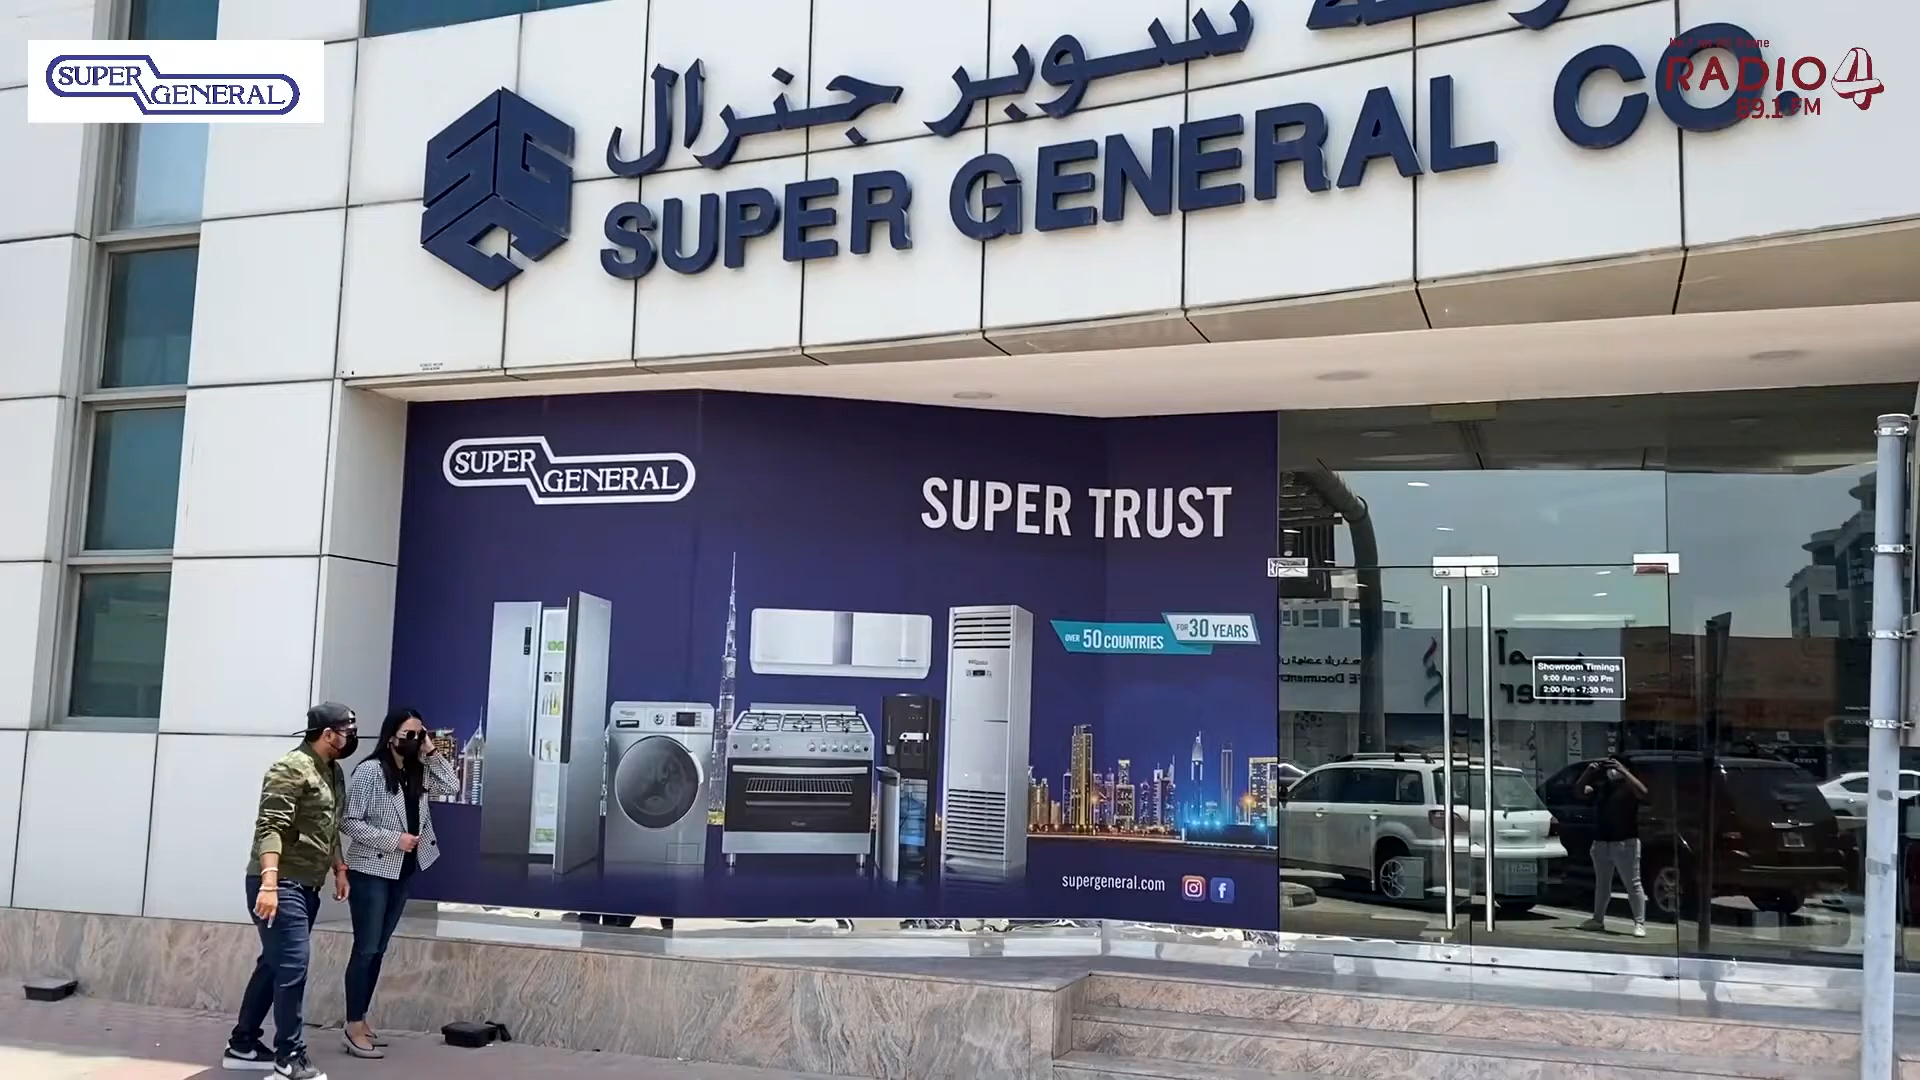 SUPER
GENERAL
RADIO 4
89.1 FM
سوبر جنرال
SGC
SUPER GENERAL CO.
SUPER
GENERAL
SUPER TRUST
OVER 50 COUNTRIES
FOR 30 YEARS
Showroom Timings
9:00 Am - 1:00 Pm
2:00 Pm - 7:30 Pm
supergeneral.com